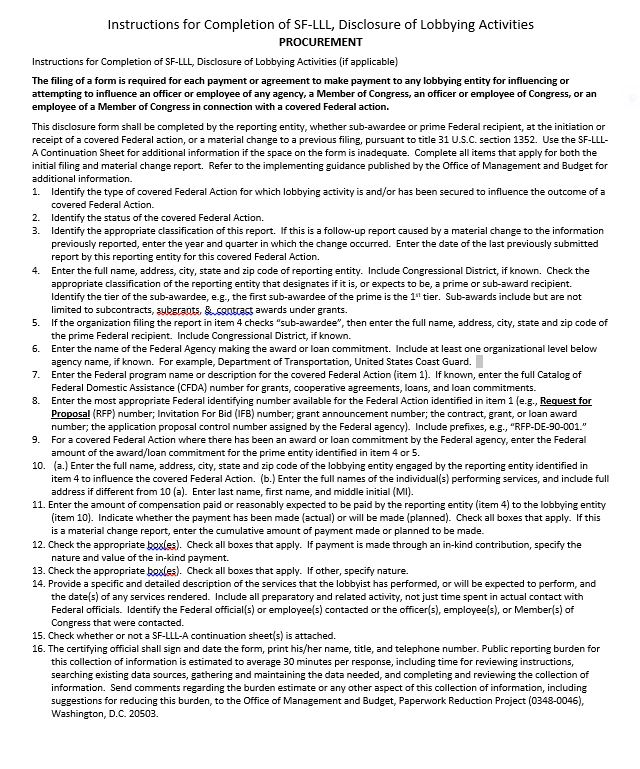 Instructions for Completion of SF-LLL, Disclosure of Lobbying Activities
PROCUREMENT
Instructions for Completion of SF-LLL, Disclosure of Lobbying Activities (if applicable)
The filing of a form is required for each payment or agreement to make payment to any lobbying entity for influencing or
attempting to influence an officer or employee of any agency, a Member of Congress, an officer or employee of Congress, or an
employee of a Member of Congress in connection with a covered Federal action.
This disclosure form shall be completed by the reporting entity, whether sub-awardee or prime Federal recipient, at the initiation or
receipt of a covered Federal action, or a material change to a previous filing, pursuant to title 31 U.S.C. section 1352. Use the SF-LLL-
A Continuation Sheet for additional information if the space on the form is inadequate. Complete all items that apply for both the
initial filing and material change report. Refer to the implementing guidance published by the Office of Management and Budget for
additional information.
1. Identify the type of covered Federal Action for which lobbying activity is and/or has been secured to influence the outcome of a
covered Federal Action.
2. Identify the status of the covered Federal Action.
3. Identify the appropriate classification of this report. If this is a follow-up report caused by a material change to the information
previously reported, enter the year and quarter in which the change occurred. Enter the date of the last previously submitted
report by this reporting entity for this covered Federal Action.
4. Enter the full name, address, city, state and zip code of reporting entity. Include Congressional District, if known. Check the
appropriate classification of the reporting entity that designates if it is, or expects to be, a prime or sub-award recipient.
Identify the tier of the sub-awardee, e.g., the first sub-awardee of the prime is the 1st tier. Sub-awards include but are not
limited to subcontracts, subgrants, & contract awards under grants.
5. If the organization filing the report in item 4 checks "sub-awardee", then enter the full name, address, city, state and zip code of
the prime Federal recipient. Include Congressional District, if known.
6. Enter the name of the Federal Agency making the award or loan commitment. Include at least one organizational level below
agency name, if known. For example, Department of Transportation, United States Coast Guard.
7. Enter the Federal program name or description for the covered Federal Action (item 1). If known, enter the full Catalog of
Federal Domestic Assistance (CFDA) number for grants, cooperative agreements, loans, and loan commitments.
8. Enter the most appropriate Federal identifying number available for the Federal Action identified in item 1 (e.g., Request for
Proposal (RFP) number; Invitation For Bid (IFB) number; grant announcement number; the contract, grant, or loan award
number; the application proposal control number assigned by the Federal agency). Include prefixes, e.g., "RFP-DE-90-001."
9. For a covered Federal Action where there has been an award or loan commitment by the Federal agency, enter the Federal
amount of the award/loan commitment for the prime entity identified in item 4 or 5.
10. (a.) Enter the full name, address, city, state and zip code of the lobbying entity engaged by the reporting entity identified in
item 4 to influence the covered Federal Action. (b.) Enter the full names of the individual(s) performing services, and include full
address if different from 10 (a). Enter last name, first name, and middle initial (MI).
11. Enter the amount of compensation paid or reasonably expected to be paid by the reporting entity (item 4) to the lobbying entity
(item 10). Indicate whether the payment has been made (actual) or will be made (planned). Check all boxes that apply. If this
is a material change report, enter the cumulative amount of payment made or planned to be made.
12. Check the appropriate box(es). Check all boxes that apply. If payment is made through an in-kind contribution, specify the
nature and value of the in-kind payment.
13. Check the appropriate box(es). Check all boxes that apply. If other, specify nature.
14. Provide a specific and detailed description of the services that the lobbyist has performed, or will be expected to perform, and
the date(s) of any services rendered. Include all preparatory and related activity, not just time spent in actual contact with
Federal officials. Identify the Federal official(s) or employee(s) contacted or the officer(s), employee(s), or Member(s) of
Congress that were contacted.
15. Check whether or not a SF-LLL-A continuation sheet(s) is attached.
16. The certifying official shall sign and date the form, print his/her name, title, and telephone number. Public reporting burden for
this collection of information is estimated to average 30 minutes per response, including time for reviewing instructions,
searching existing data sources, gathering and maintaining the data needed, and completing and reviewing the collection of
information. Send comments regarding the burden estimate or any other aspect of this collection of information, including
suggestions for reducing this burden, to the Office of Management and Budget, Paperwork Reduction Project (0348-0046),
Washington, D.C. 20503.